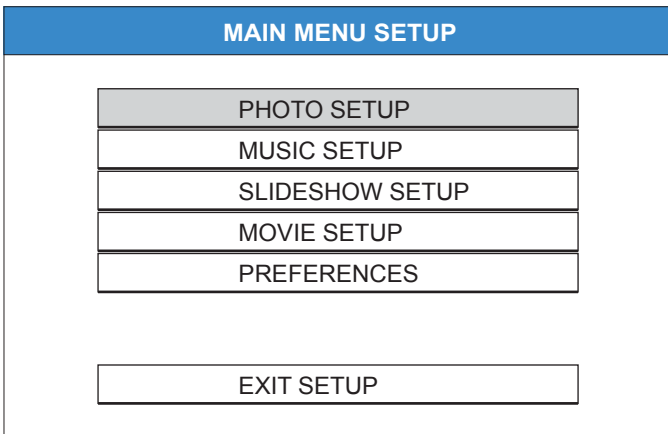 MAIN MENU SETUP
PHOTO SETUP
MUSIC SETUP
SLIDESHOW SETUP
MOVIE SETUP
PREFERENCES
EXIT SETUP